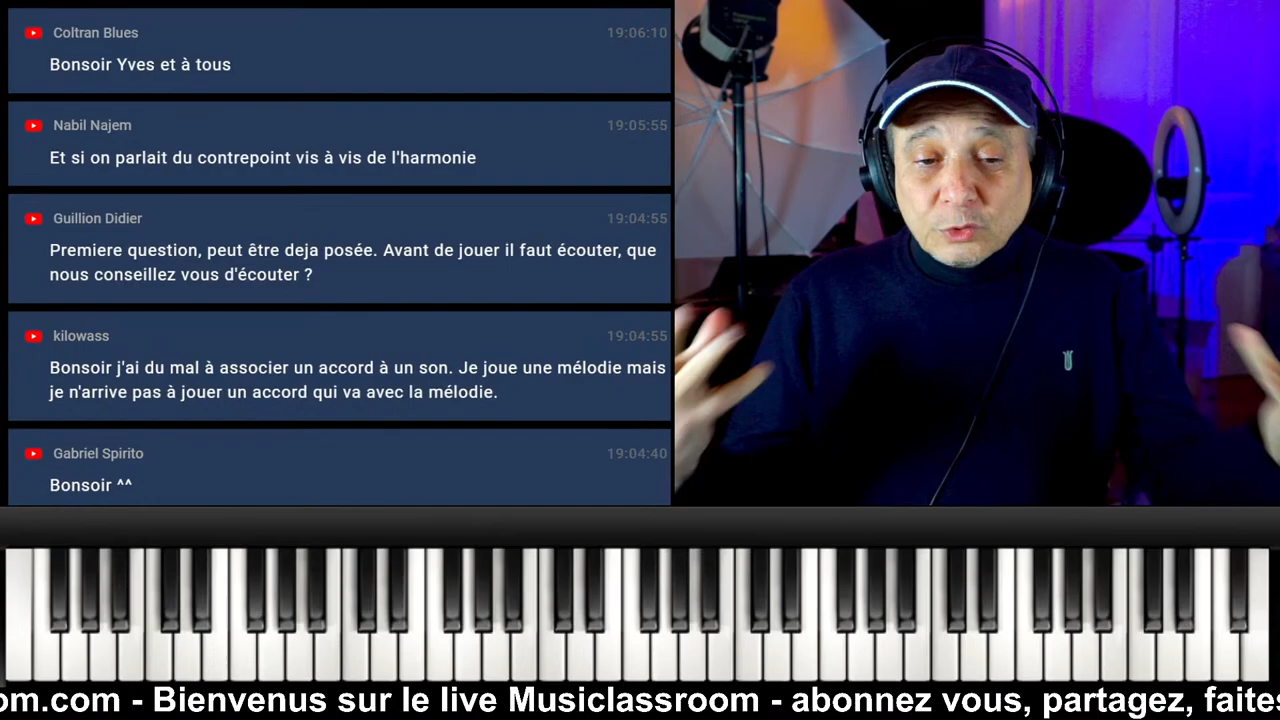 Coltran Blues 19:06:10
Bonsoir Yves et à tous
Nabil Najem 19:05:55
Et si on parlait du contrepoint vis à vis de l'harmonie
Guillion Didier 19:04:55
Premiere question, peut être deja posée. Avant de jouer il faut écouter, que
nous conseillez vous d'écouter ?
kilowass 19:04:55
Bonsoir j'ai du mal à associer un accord à un son. Je joue une mélodie mais
je n'arrive pas à jouer un accord qui va avec la mélodie.
Gabriel Spirito 19:04:40
Bonsoir ^^
om.com - Bienvenus sur le live Musiclassroom - abonnez vous, partagez, faites